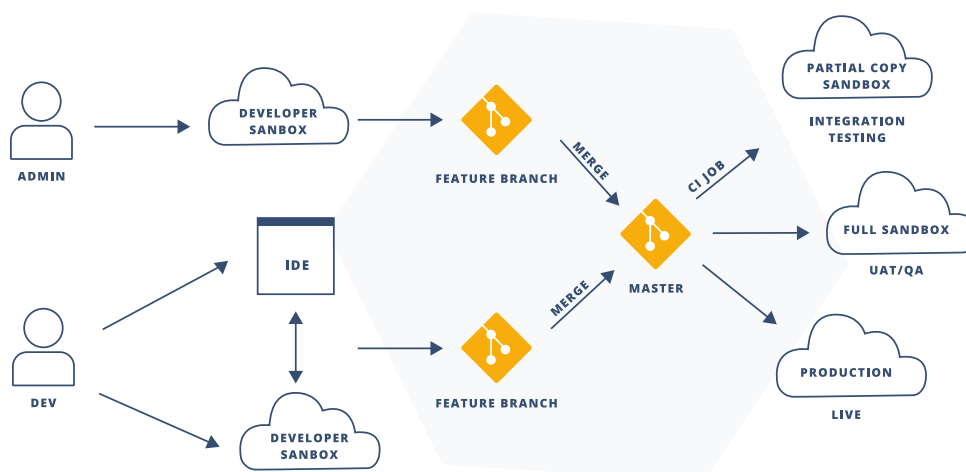 PARTIAL COPY
SANDBOX
INTEGRATION
TESTING
DEVELOPER
SANBOX
ADMIN
FEATURE BRANCH
MERGE
CI JOB
FULL SANDBOX
UAT/QA
IDE
MASTER
MERGE
DEV
FEATURE BRANCH
PRODUCTION
LIVE
DEVELOPER
SANBOX